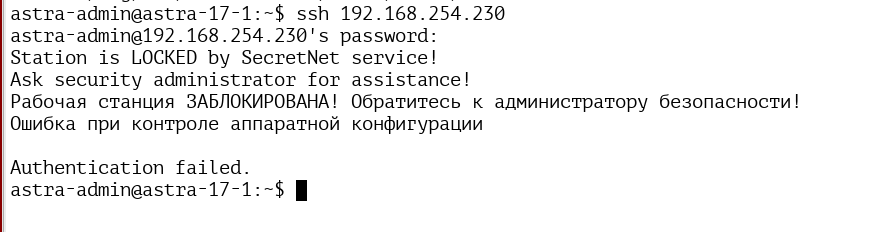 astra-admin@astra-17-1:~$ ssh 192.168.254.230
astra-admin@192.168.254.230's password:
Station is LOCKED by SecretNet service!
Ask security administrator for assistance!
Рабочая станция ЗАБЛОКИРОВАНА! Обратитесь к администратору безопасности!
Ошибка при контроле аппаратной конфигурации
Authentication failed.
astra-admin@astra-17-1:~$